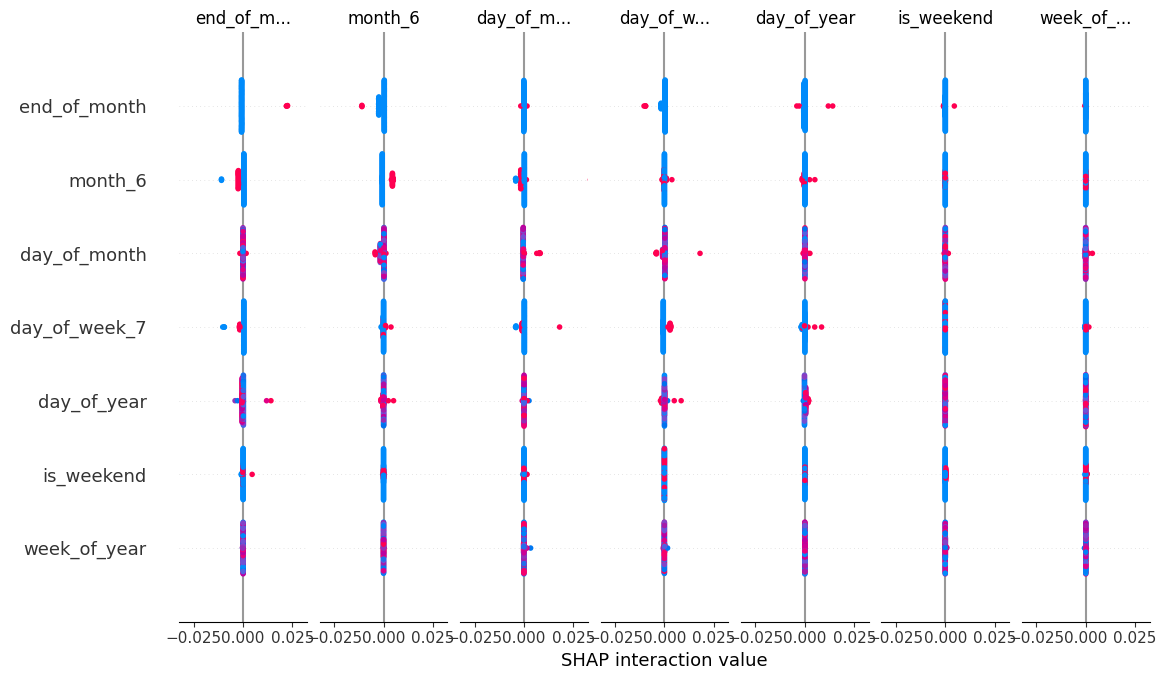 end_of_m... month_6 day_of_m... day_of_w... day_of_year is_weekend week_of_...
end_of_month
month_6
day_of_month
day_of_week_7
day_of_year
is_weekend
week_of_year
−0.025 0.000 0.025 −0.025 0.000 0.025 −0.025 0.000 0.025 −0.025 0.000 0.025 −0.025 0.000 0.025 −0.025 0.000 0.025 −0.025 0.000 0.025
SHAP interaction value